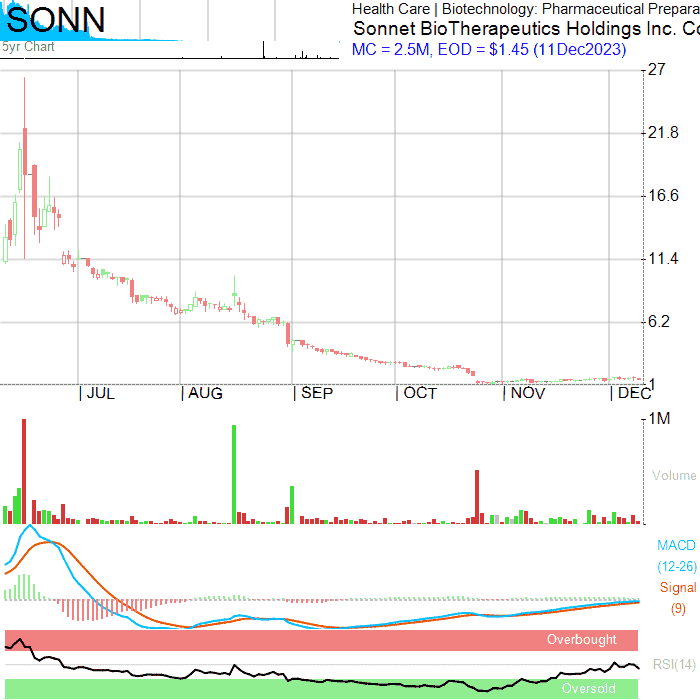 SONN
Health Care | Biotechnology: Pharmaceutical Prepara
Sonnet BioTherapeutics Holdings Inc. Co
5yr Chart
MC = 2.5M, EOD = $1.45 (11Dec2023)
27
21.8
16.6
11.4
6.2
1
JUL
AUG
SEP
OCT
NOV
DEC
1M
Volume
MACD
(12-26)
Signal
(9)
Overbought
RSI(14)
Oversold